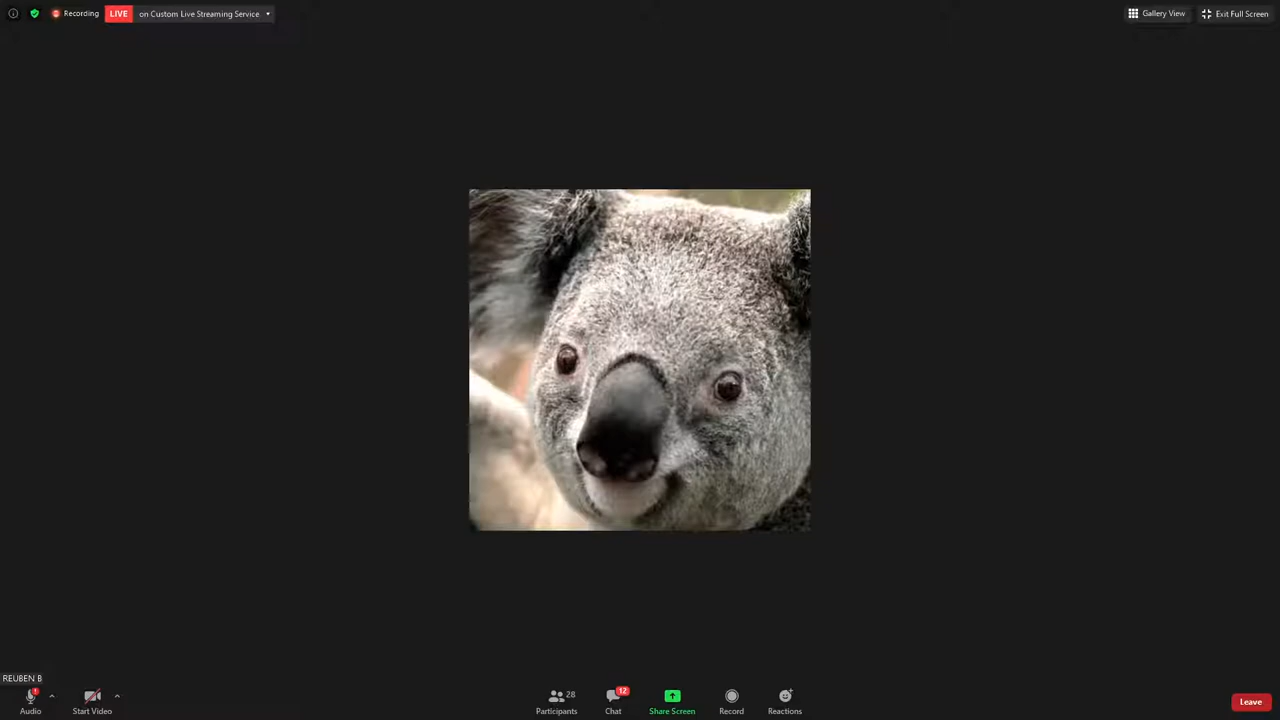 Recording
LIVE
on Custom Live Streaming Service
Gallery View
Exit Full Screen
REUBEN B
Audio
Start Video
28
Participants
12
Chat
Share Screen
Record
Reactions
Leave